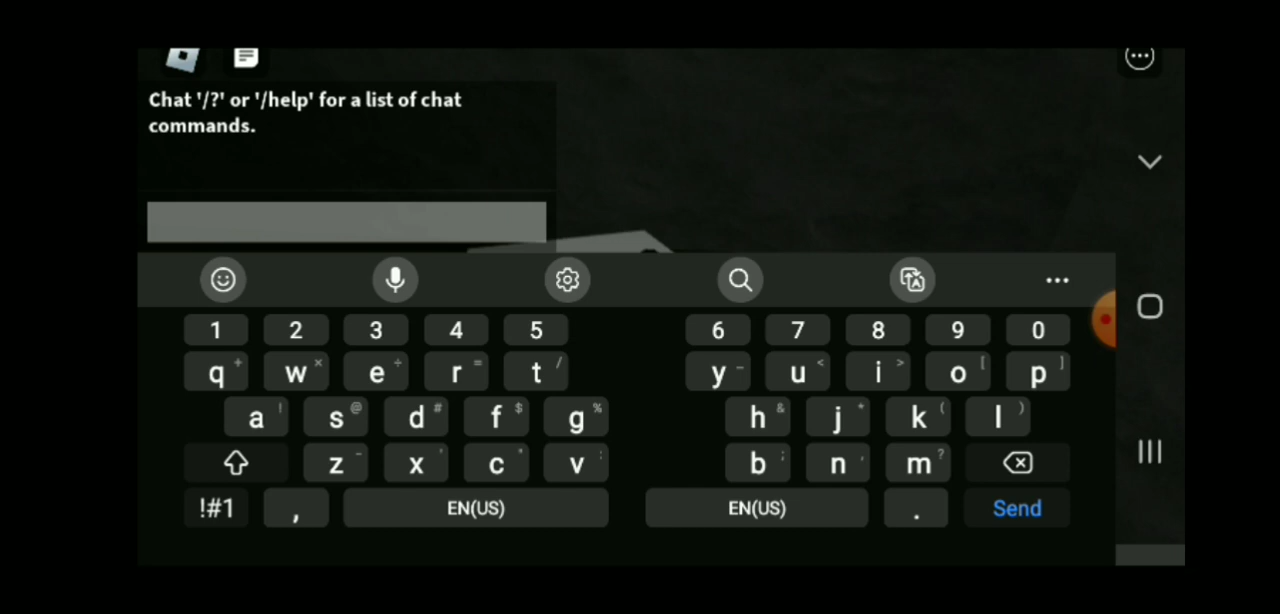 Chat '/?' or '/help' for a list of chat
commands.
1 2 3 4 5 6 7 8 9 0
q + w × e ÷ r = t / y - u < i > o [ p ]
a ! s @ d # f $ g % h & j * k ( l )
z x ' c " v : b ; n , m ?
!#1 , EN(US) EN(US) . Send